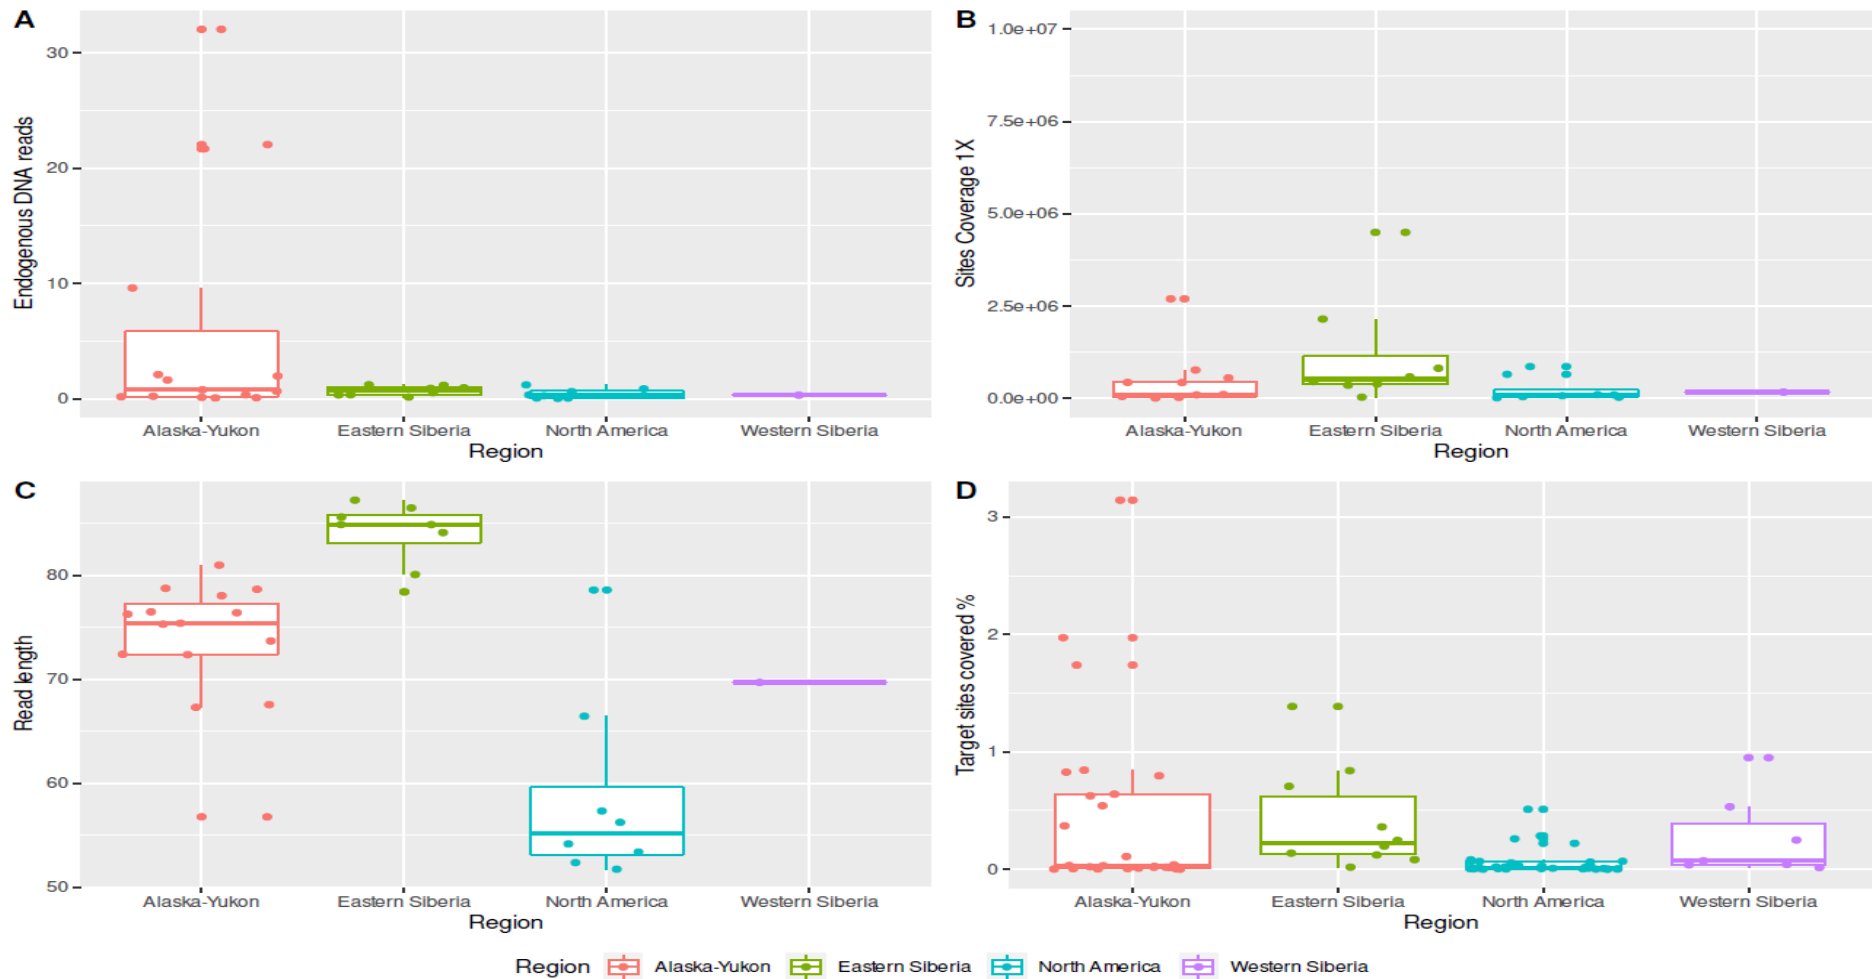 A
Endogenous DNA reads
30
20
10
0
Alaska-Yukon Eastern Siberia North America Western Siberia
Region
B
Sites Coverage 1X
1.0e+07
7.5e+06
5.0e+06
2.5e+06
0.0e+00
Alaska-Yukon Eastern Siberia North America Western Siberia
Region
C
Read length
80
70
60
50
Alaska-Yukon Eastern Siberia North America Western Siberia
Region
D
Target sites covered %
3
2
1
0
Alaska-Yukon Eastern Siberia North America Western Siberia
Region
Region Alaska-Yukon Eastern Siberia North America Western Siberia